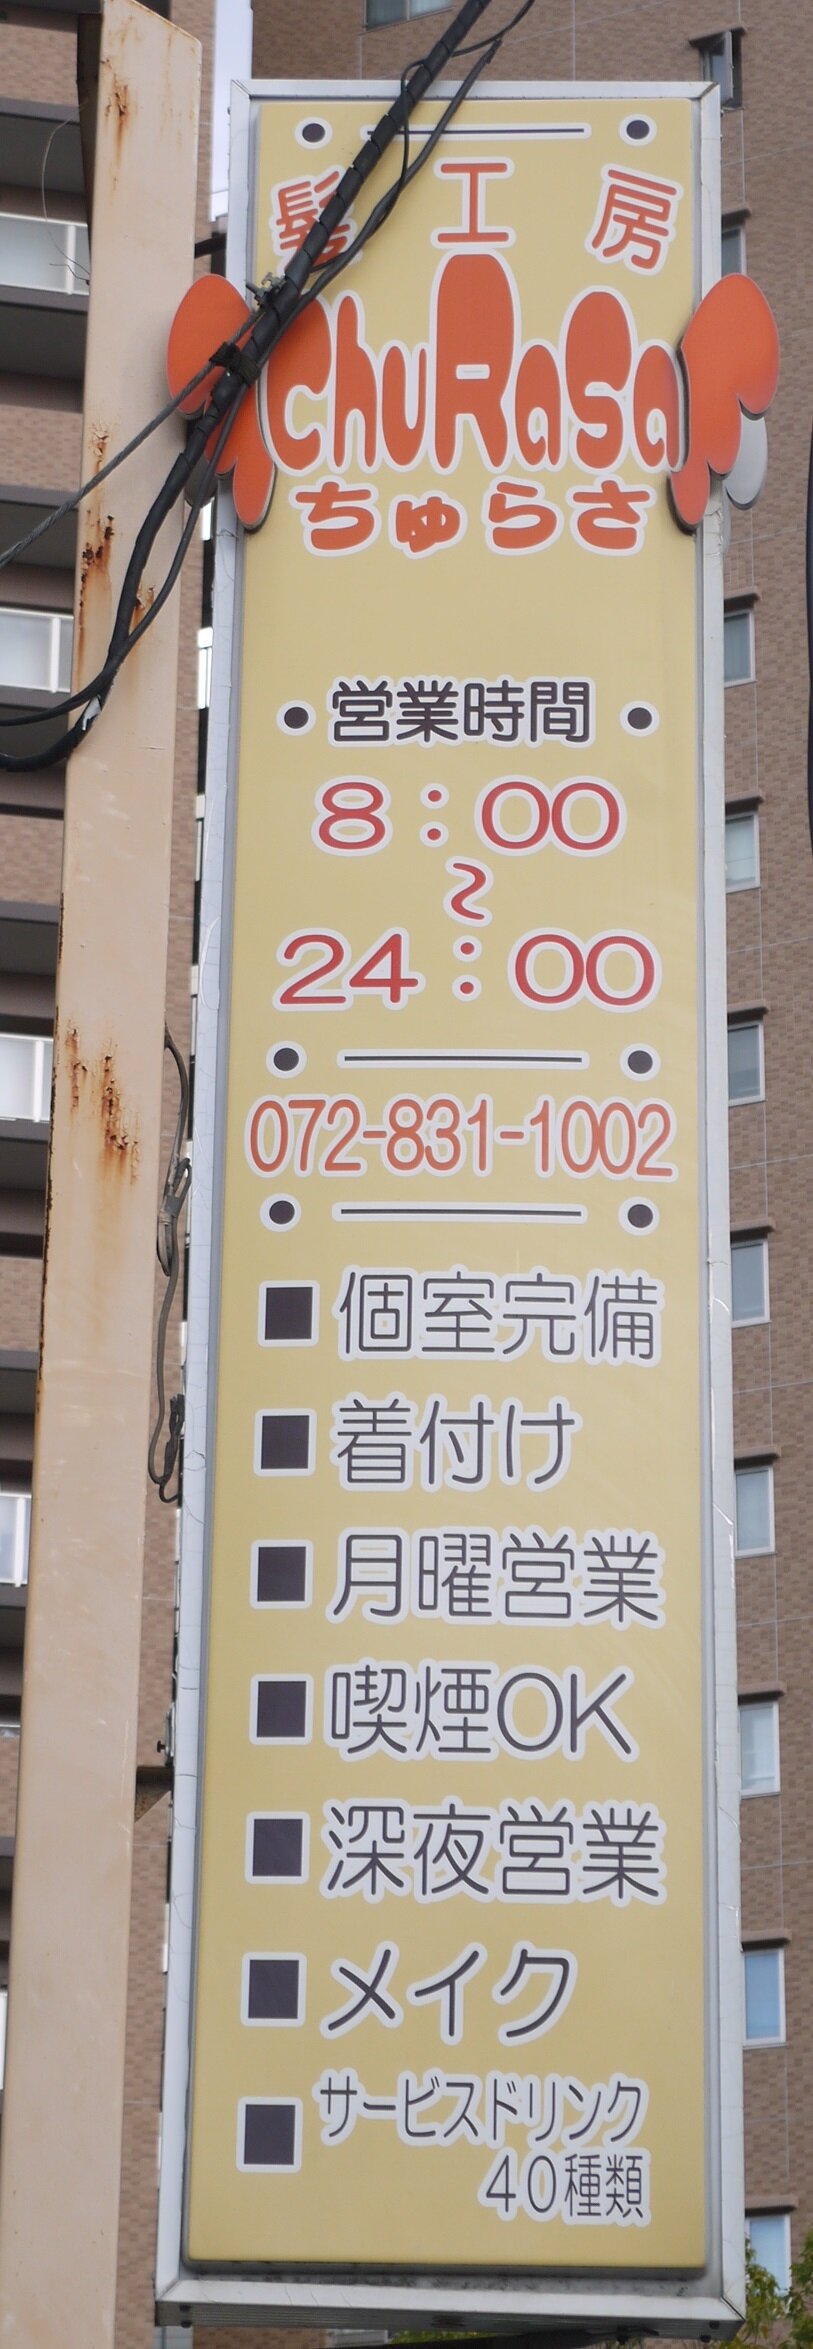 髪工房
ChuRaSa
ちゅらさ
・営業時間・
8:00
〜
24:00
072-831-1002
■個室完備
■着付け
■月曜営業
■喫煙OK
■深夜営業
■メイク
■サービスドリンク
40種類